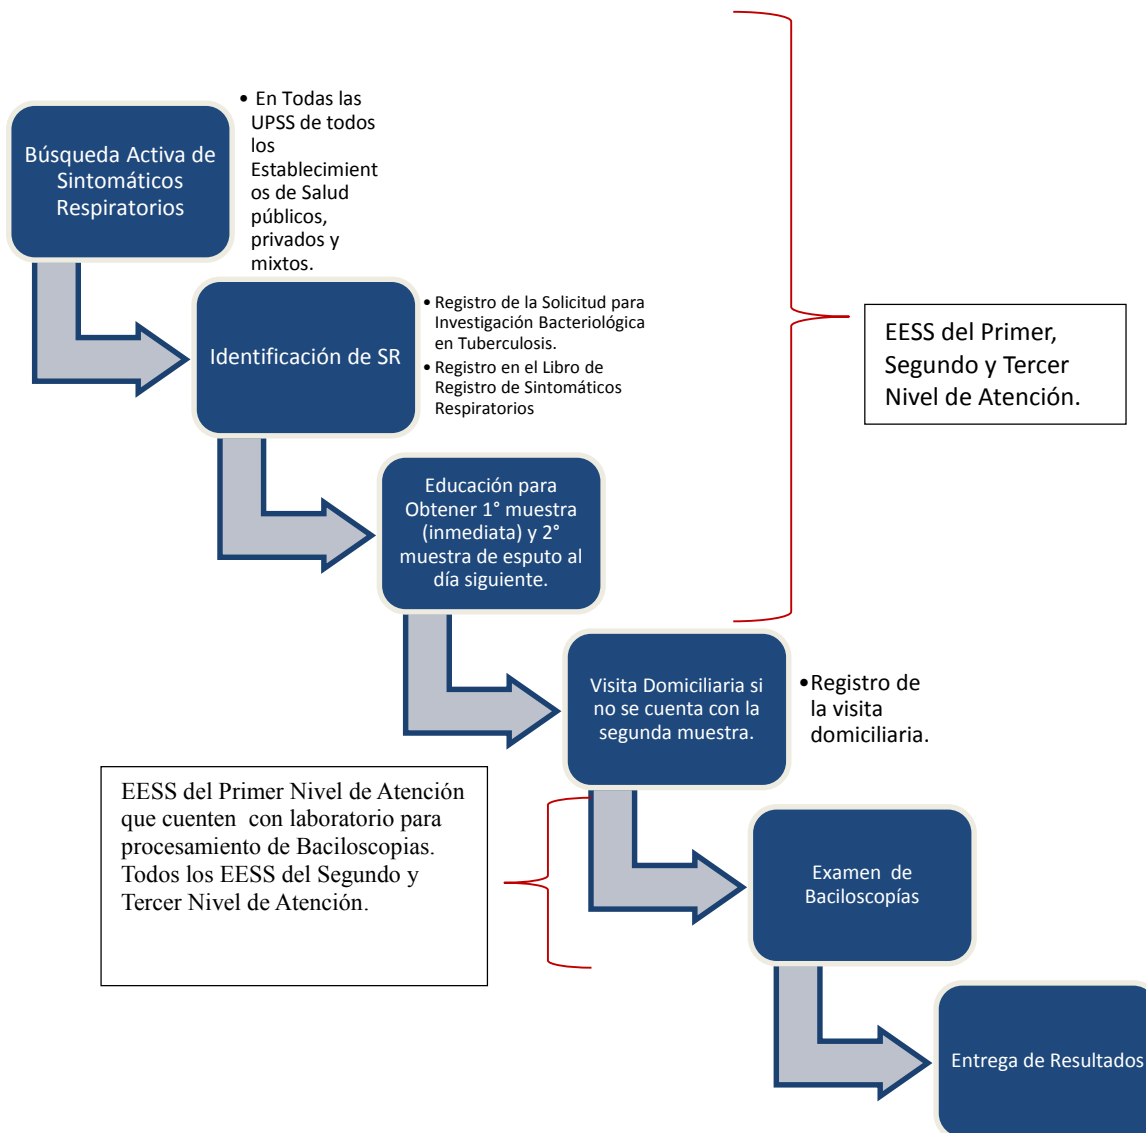 Búsqueda Activa de
Sintomáticos
Respiratorios
• En Todas las
UPSS de todos
los
Establecimient
os de Salud
públicos,
privados y
mixtos.
Identificación de SR
• Registro de la Solicitud para
Investigación Bacteriológica
en Tuberculosis.
• Registro en el Libro de
Registro de Sintomáticos
Respiratorios
EESS del Primer,
Segundo y Tercer
Nivel de Atención.
Educación para
Obtener 1° muestra
(inmediata) y 2°
muestra de esputo al
día siguiente.
Visita Domiciliaria si
no se cuenta con la
segunda muestra.
•Registro de
la visita
domiciliaria.
EESS del Primer Nivel de Atención
que cuenten con laboratorio para
procesamiento de Baciloscopias.
Todos los EESS del Segundo y
Tercer Nivel de Atención.
Examen de
Baciloscopías
Entrega de Resultados